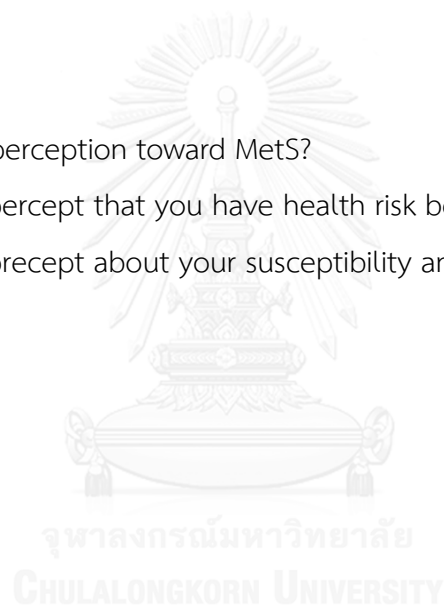 perception toward MetS?
percept that you have health risk be
precept about your susceptibility an
จุฬาลงกรณ์มหาวิทยาลัย
CHULALONGKORN UNIVERSITY